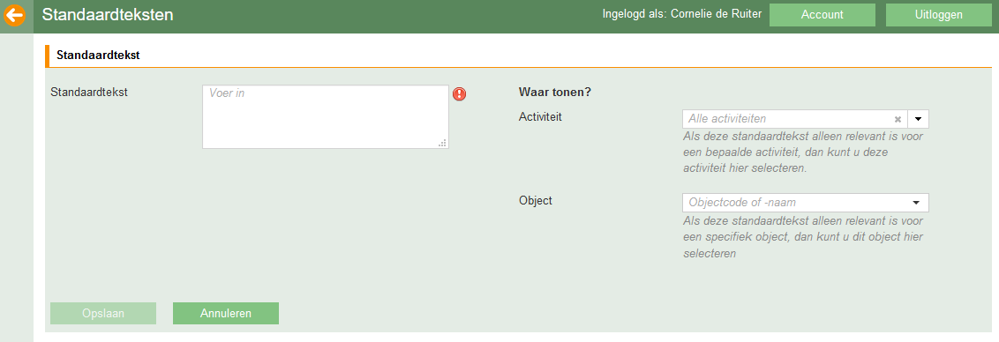 Standaardteksten
Ingelogd als: Cornelie de Ruiter
Account
Uitloggen
Standaardtekst
Standaardtekst
Voer in
Waar tonen?
Activiteit
Alle activiteiten
Als deze standaardtekst alleen relevant is voor
een bepaalde activiteit, dan kunt u deze
activiteit hier selecteren.
Object
Objectcode of -naam
Als deze standaardtekst alleen relevant is voor
een specifiek object, dan kunt u dit object hier
selecteren
Opslaan
Annuleren